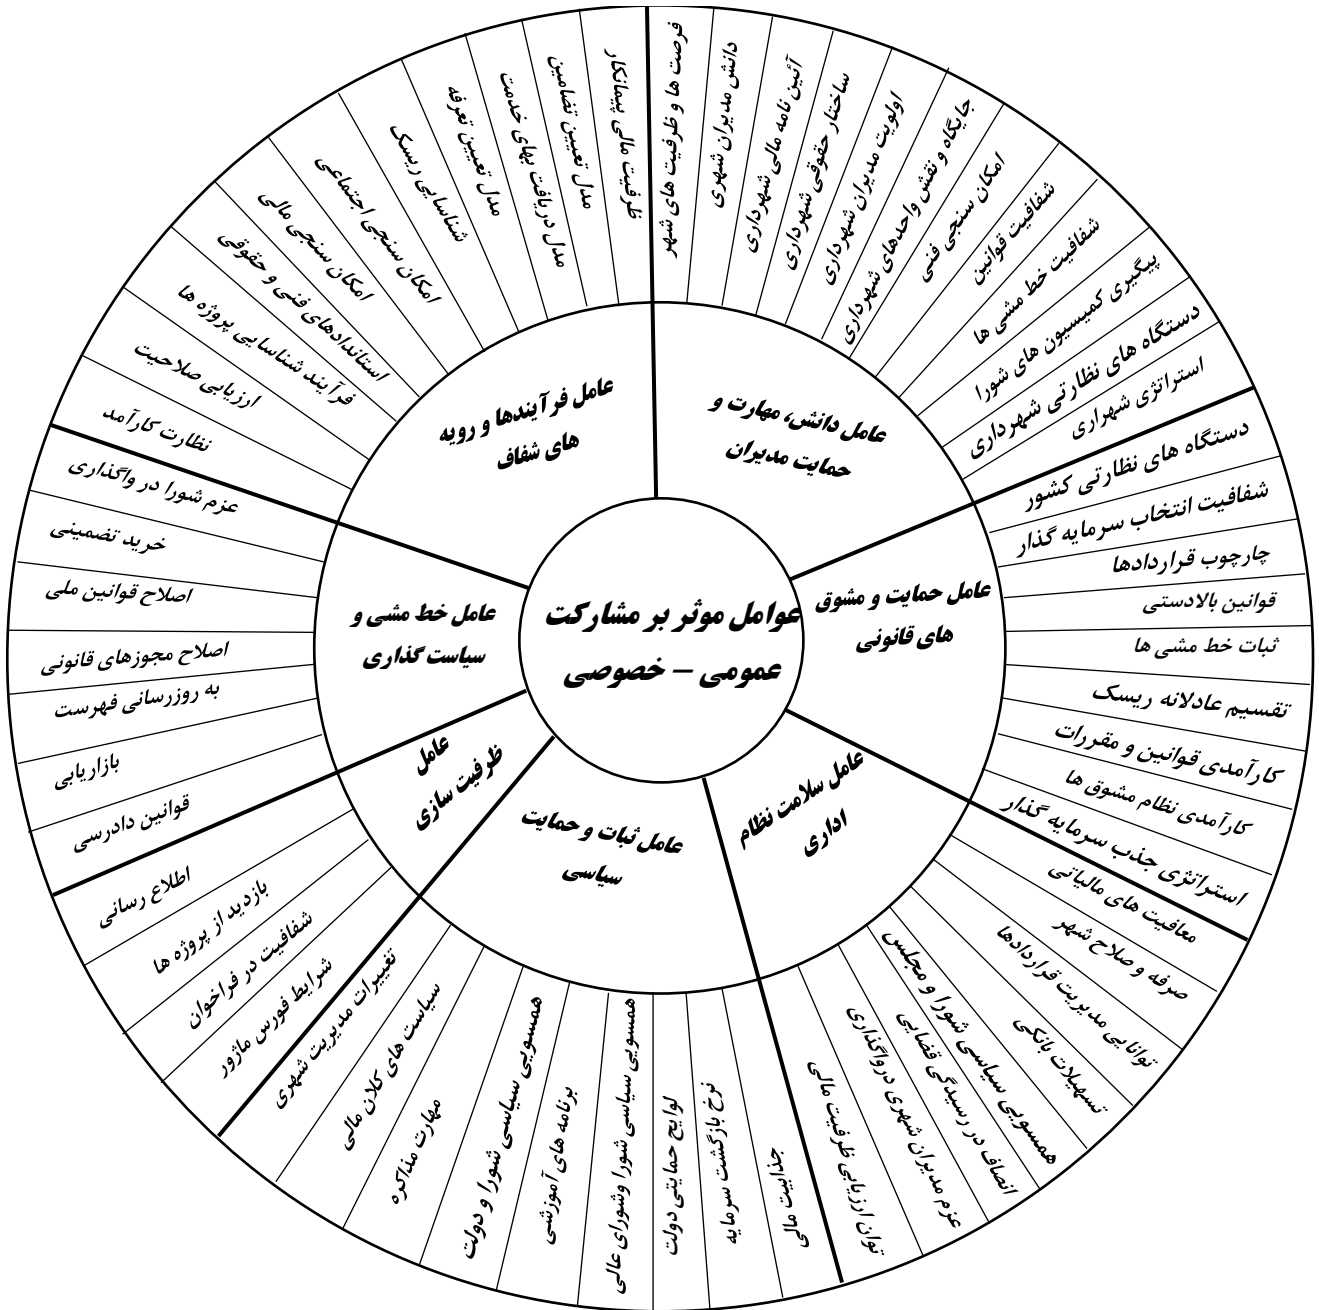 عوامل موثر بر مشارکت
عمومی – خصوصی
عامل دانش، مهارت و
حمایت مدیران
فرصت ها و ظرفیت های شهر
دانش مدیران شهری
آئین نامه مالی شهرداری
ساختار حقوقی شهرداری
اولویت مدیران شهرداری
جایگاه و نقش واحدهای شهرداری
امکان سنجی فنی
شفافیت قوانین
شفافیت خط مشی ها
پیگیری کمیسیون های شورا
دستگاه های نظارتی شهرداری
استراتژی شهراری
عامل حمایت و مشوق
های قانونی
دستگاه های نظارتی کشور
شفافیت انتخاب سرمایه گذار
چارچوب قراردادها
قوانین بالادستی
ثبات خط مشی ها
تقسیم عادلانه ریسک
کارآمدی قوانین و مقررات
کارآمدی نظام مشوق ها
استراتژی جذب سرمایه گذار
عامل سلامت نظام
اداری
معافیت های مالیاتی
صرفه و صلاح شهر
توانایی مدیریت قراردادها
تسهیلات بانکی
همسویی سیاسی شورا و مجلس
انصاف در رسیدگی قضایی
عزم مدیران شهری درواگذاری
توان ارزیابی ظرفیت مالی
عامل ثبات و حمایت
سیاسی
جذابیت مالی
نرخ بازگشت سرمایه
لوایح حمایتی دولت
همسویی سیاسی شورا وشورای عالی
برنامه های آموزشی
همسویی سیاسی شورا و دولت
مهارت مذاکره
سیاست های کلان مالی
تغییرات مدیریت شهری
عامل
ظرفیت سازی
شرایط فورس ماژور
شفافیت در فراخوان
بازدید از پروژه ها
اطلاع رسانی
عامل خط مشی و
سیاست گذاری
قوانین دادرسی
بازاریابی
به روزرسانی فهرست
اصلاح مجوزهای قانونی
اصلاح قوانین ملی
خرید تضمینی
عزم شورا در واگذاری
عامل فرآیندها و رویه
های شفاف
نظارت کارآمد
ارزیابی صلاحیت
فرآیند شناسایی پروژه ها
استانداردهای فنی و حقوقی
امکان سنجی مالی
امکان سنجی اجتماعی
شناسایی ریسک
مدل تعیین تعرفه
مدل دریافت بهای خدمت
مدل تعیین تضامین
ظرفیت مالی پیمانکار